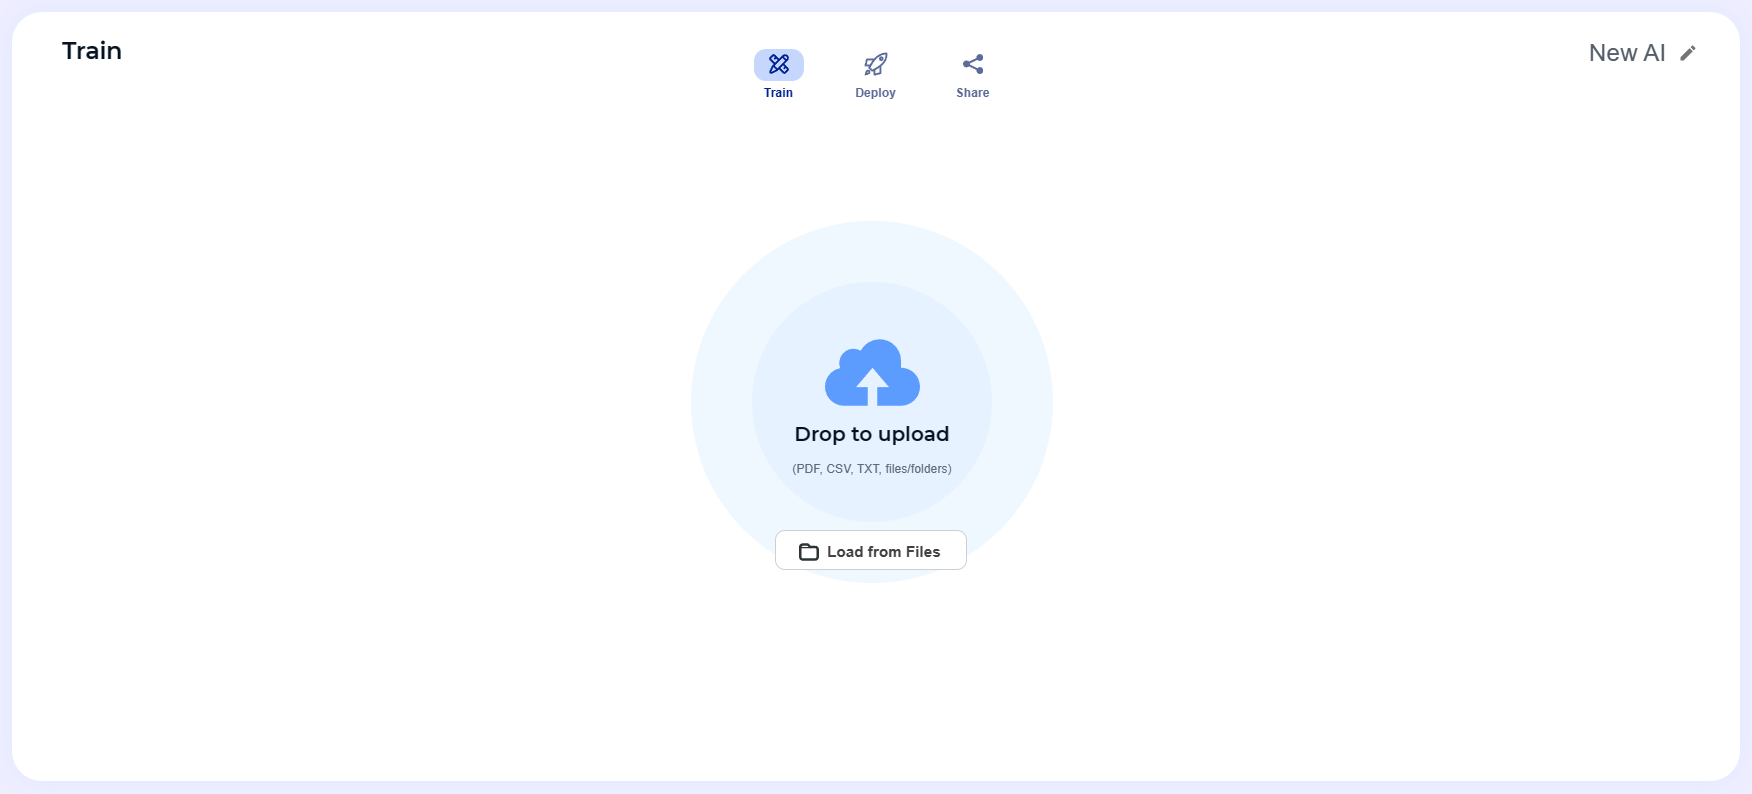 Train
Train
Deploy
Share
New AI
Drop to upload
(PDF, CSV, TXT, files/folders)
Load from Files